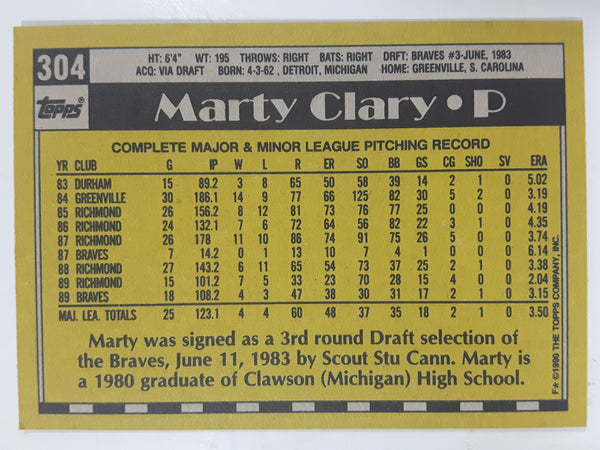 304
HT: 6'4" WT: 195 THROWS: RIGHT BATS: RIGHT DRFT: BRAVES #3-JUNE, 1983
ACQ: VIA DRAFT BORN: 4-3-62, DETROIT, MICHIGAN HOME: GREENVILLE, S. CAROLINA
Topps
Marty Clary • P
COMPLETE MAJOR & MINOR LEAGUE PITCHING RECORD
YR CLUB G IP W L R ER SO BB GS CG SHO SV ERA
83 DURHAM 15 89.2 3 8 65 50 58 39 14 2 1 0 5.02
84 GREENVILLE 30 186.1 14 9 77 66 125 82 30 5 2 0 3.19
85 RICHMOND 26 156.2 8 12 81 73 76 77 25 0 0 0 4.19
86 RICHMOND 24 132.1 7 7 72 64 56 82 22 3 0 0 4.35
87 RICHMOND 26 178 11 10 86 74 91 75 26 5 0 0 3.74
87 BRAVES 7 14.2 0 1 13 10 7 4 1 0 0 0 6.14
88 RICHMOND 27 143.2 6 11 65 54 73 37 25 2 1 0 3.38
89 RICHMOND 15 101.2 7 5 24 23 53 28 13 2 0 0 2.04
89 BRAVES 18 108.2 4 3 47 38 30 31 17 2 1 0 3.15
MAJ. LEA. TOTALS 25 123.1 4 4 60 48 37 35 18 2 1 0 3.50
Marty was signed as a 3rd round Draft selection of
the Braves, June 11, 1983 by Scout Stu Cann. Marty is
a 1980 graduate of Clawson (Michigan) High School.
F★ ©1990 THE TOPPS COMPANY, INC.